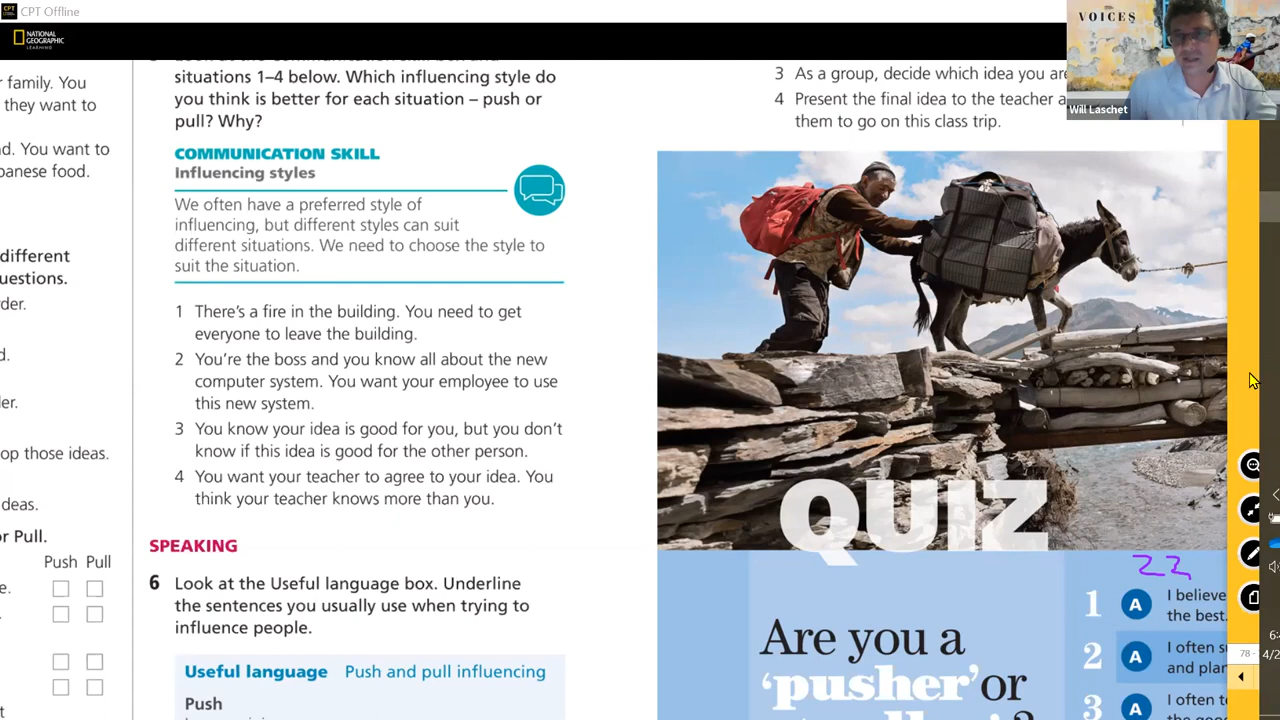 CPT Offline
NATIONAL
GEOGRAPHIC
LEARNING
VOICES
Will Laschet
family. You
they want to
You want to
food.
different
situations 1–4 below. Which influencing style do
you think is better for each situation – push or
pull? Why?
COMMUNICATION SKILL
Influencing styles
We often have a preferred style of
influencing, but different styles can suit
different situations. We need to choose the style to
suit the situation.
1 There's a fire in the building. You need to get
everyone to leave the building.
2 You're the boss and you know all about the new
computer system. You want your employee to use
this new system.
3 You know your idea is good for you, but you don't
know if this idea is good for the other person.
4 You want your teacher to agree to your idea. You
think your teacher knows more than you.
those ideas.
Pull.
Push Pull
SPEAKING
6 Look at the Useful language box. Underline
the sentences you usually use when trying to
influence people.
Useful language Push and pull influencing
Push
3 As a group, decide which idea you
4 Present the final idea to the teacher
them to go on this class trip.
QUIZ
Are you a
'pusher' or
22
1 A I believe
the best.
2 A I often
and
3 A I often
78